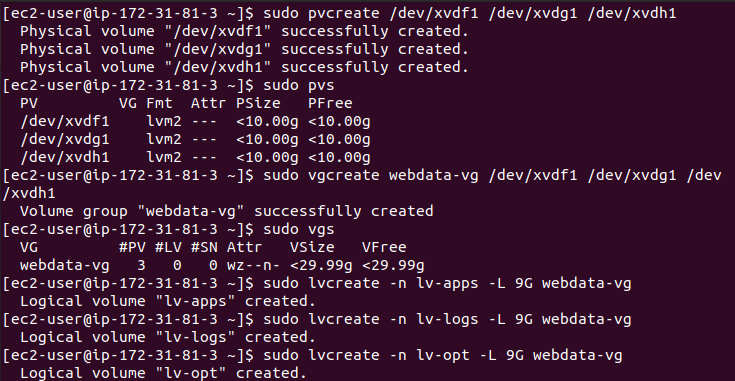 [ec2-user@ip-172-31-81-3 ~]$ sudo pvcreate /dev/xvdf1 /dev/xvdg1 /dev/xvdh1
  Physical volume "/dev/xvdf1" successfully created.
  Physical volume "/dev/xvdg1" successfully created.
  Physical volume "/dev/xvdh1" successfully created.
[ec2-user@ip-172-31-81-3 ~]$ sudo pvs
  PV         VG Fmt  Attr PSize   PFree
  /dev/xvdf1    lvm2 ---  <10.00g <10.00g
  /dev/xvdg1    lvm2 ---  <10.00g <10.00g
  /dev/xvdh1    lvm2 ---  <10.00g <10.00g
[ec2-user@ip-172-31-81-3 ~]$ sudo vgcreate webdata-vg /dev/xvdf1 /dev/xvdg1 /dev
/xvdh1
  Volume group "webdata-vg" successfully created
[ec2-user@ip-172-31-81-3 ~]$ sudo vgs
  VG         #PV #LV #SN Attr   VSize   VFree
  webdata-vg   3   0   0 wz--n- <29.99g <29.99g
[ec2-user@ip-172-31-81-3 ~]$ sudo lvcreate -n lv-apps -L 9G webdata-vg
  Logical volume "lv-apps" created.
[ec2-user@ip-172-31-81-3 ~]$ sudo lvcreate -n lv-logs -L 9G webdata-vg
  Logical volume "lv-logs" created.
[ec2-user@ip-172-31-81-3 ~]$ sudo lvcreate -n lv-opt -L 9G webdata-vg
  Logical volume "lv-opt" created.